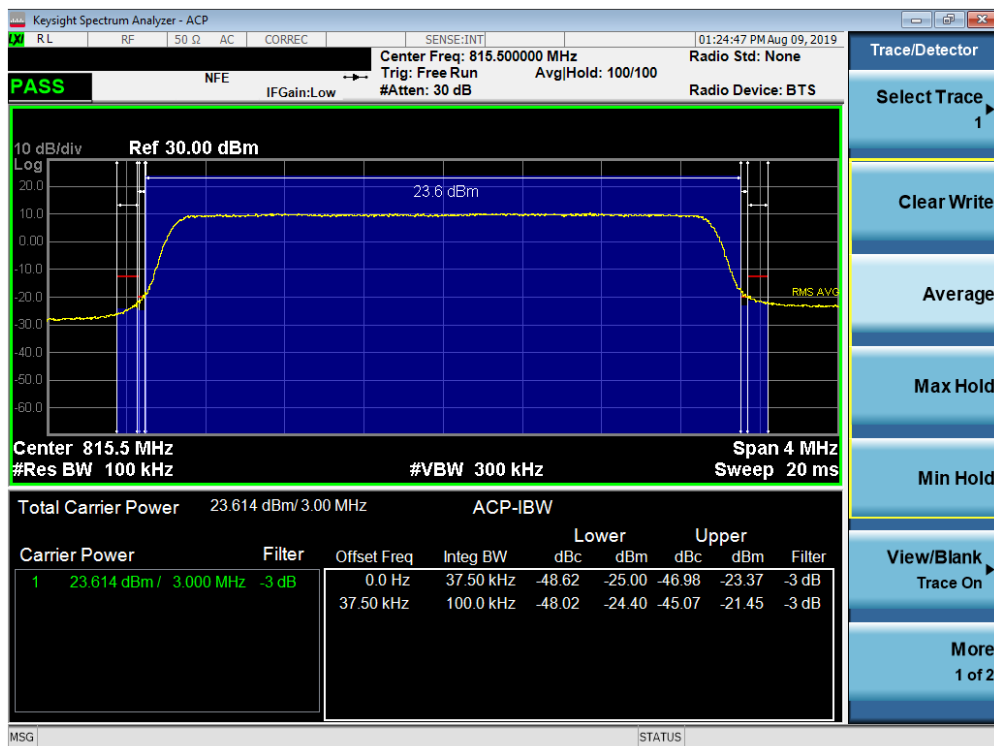 Keysight Spectrum Analyzer - ACP
LXI RL RF 50 Ω AC CORREC SENSE:INT 01:24:47 PM Aug 09, 2019
Center Freq: 815.500000 MHz Radio Std: None
NFE Trig: Free Run Avg|Hold: 100/100
PASS IFGain:Low #Atten: 30 dB Radio Device: BTS
10 dB/div Ref 30.00 dBm
Log
20.0
23.6 dBm
10.0
0.00
-10.0
-20.0
RMS AVG
-30.0
-40.0
-50.0
-60.0
Center 815.5 MHz Span 4 MHz
#Res BW 100 kHz #VBW 300 kHz Sweep 20 ms
Total Carrier Power 23.614 dBm/ 3.00 MHz ACP-IBW
Lower Upper
Carrier Power Filter Offset Freq Integ BW dBc dBm dBc dBm Filter
1 23.614 dBm / 3.000 MHz -3 dB 0.0 Hz 37.50 kHz -48.62 -25.00 -46.98 -23.37 -3 dB
37.50 kHz 100.0 kHz -48.02 -24.40 -45.07 -21.45 -3 dB
MSG STATUS
Trace/Detector
Select Trace
1
Clear Write
Average
Max Hold
Min Hold
View/Blank
Trace On
More
1 of 2